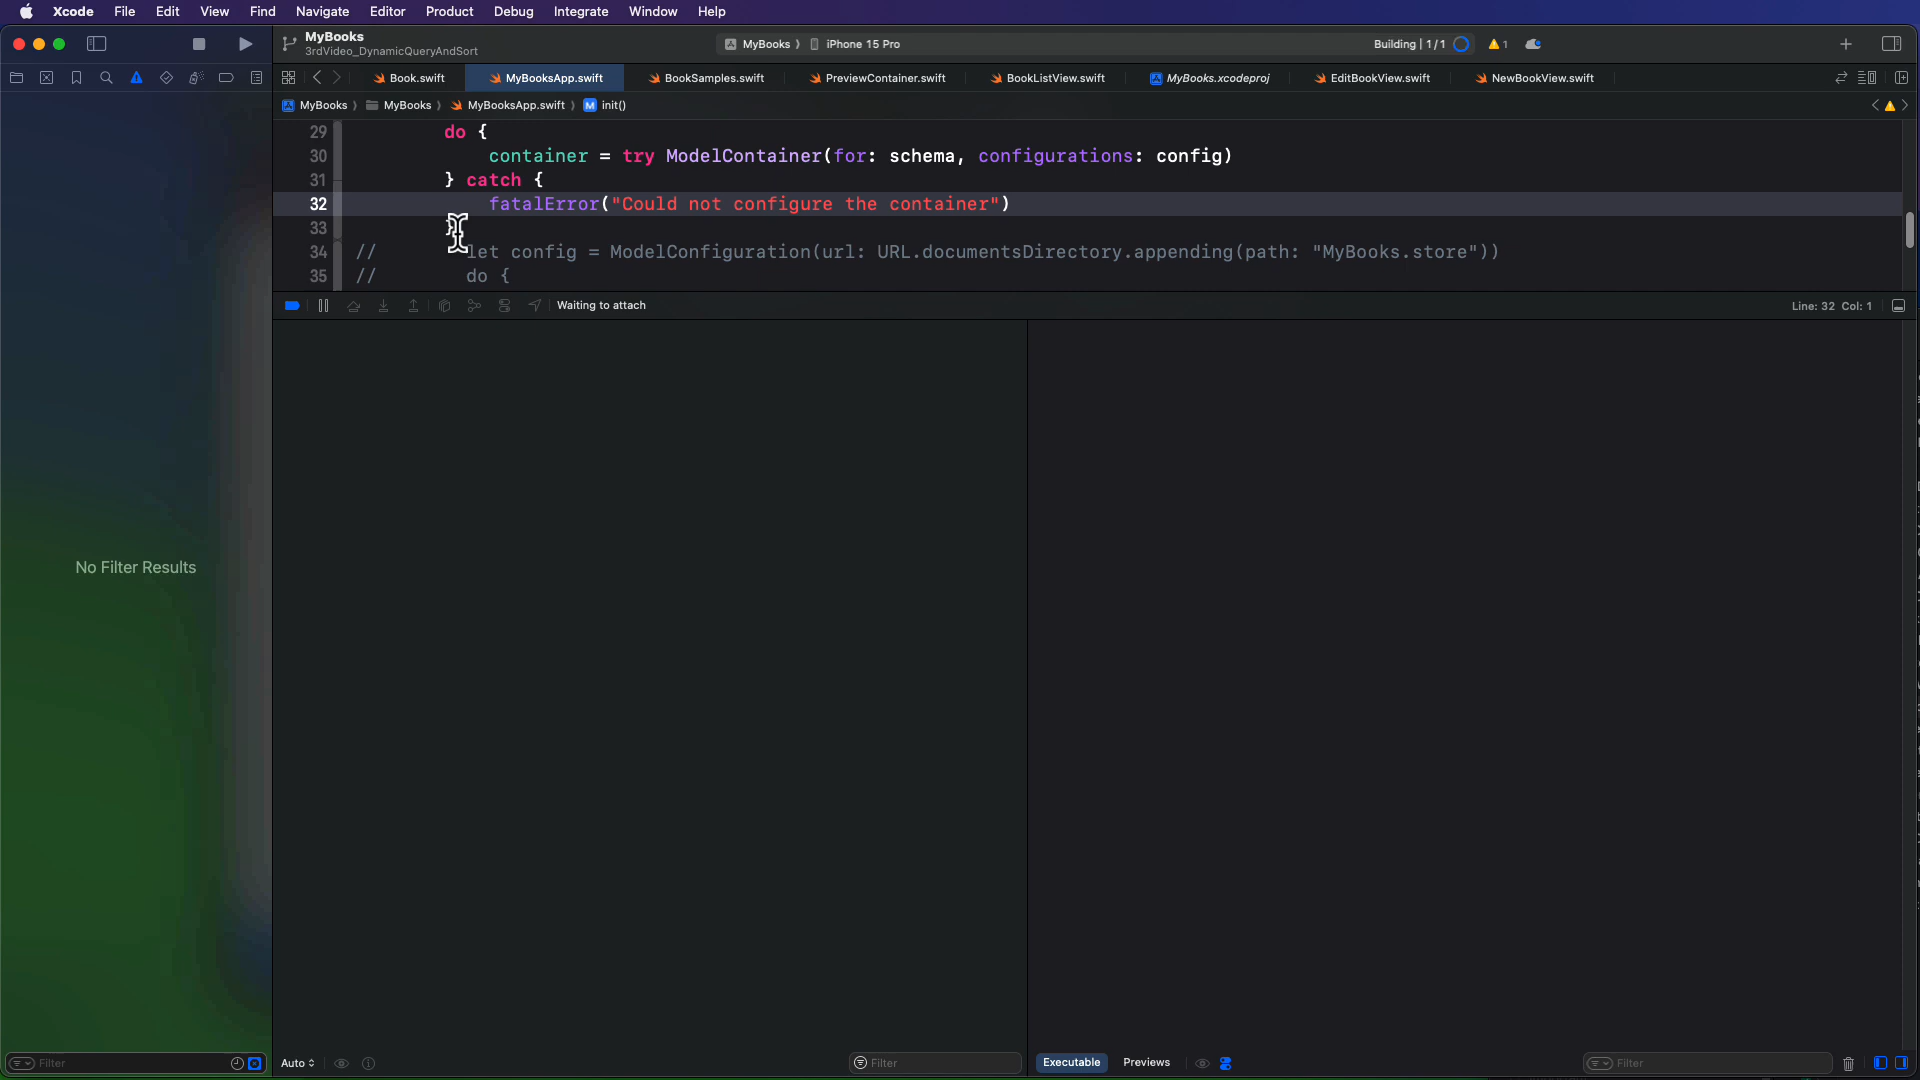 Xcode File Edit View Find Navigate Editor Product Debug Integrate Window Help
MyBooks
3rdVideo_DynamicQueryAndSort
MyBooks iPhone 15 Pro
Building | 1/1
1
Book.swift MyBooksApp.swift BookSamples.swift PreviewContainer.swift BookListView.swift MyBooks.xcodeproj EditBookView.swift NewBookView.swift
MyBooks MyBooks MyBooksApp.swift M init()
29 do {
30 container = try ModelContainer(for: schema, configurations: config)
31 } catch {
32 fatalError("Could not configure the container")
33 }
34 // let config = ModelConfiguration(url: URL.documentsDirectory.appending(path: "MyBooks.store"))
35 // do {
Waiting to attach
Line: 32 Col: 1
No Filter Results
Filter
Auto
Filter
Executable Previews
Filter